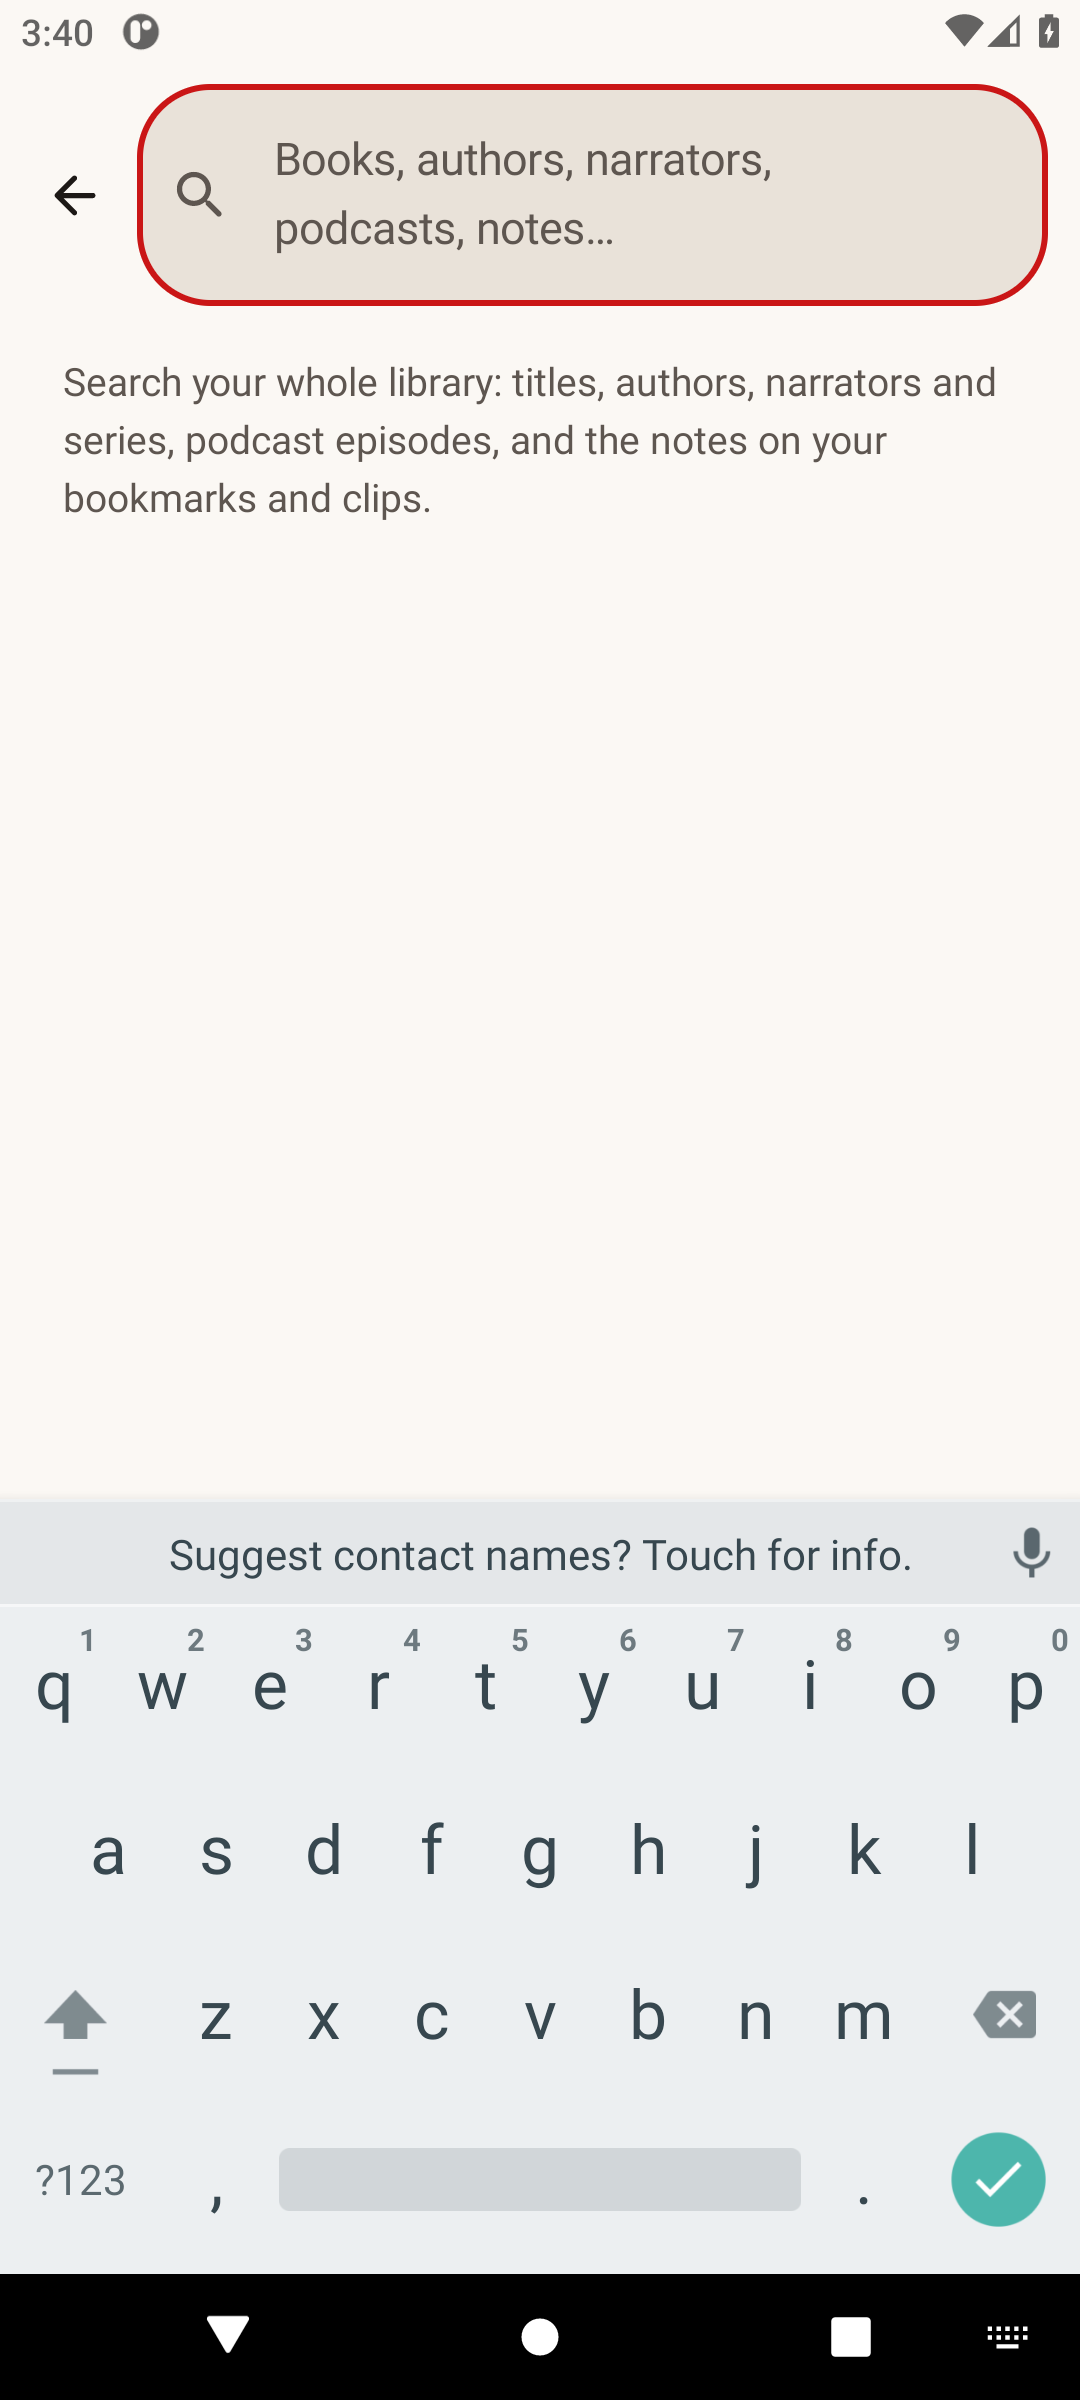 3:40
Books, authors, narrators,
podcasts, notes…
Search your whole library: titles, authors, narrators and
series, podcast episodes, and the notes on your
bookmarks and clips.
Suggest contact names? Touch for info.
1 2 3 4 5 6 7 8 9 0
q w e r t y u i o p
a s d f g h j k l
z x c v b n m
?123 , .